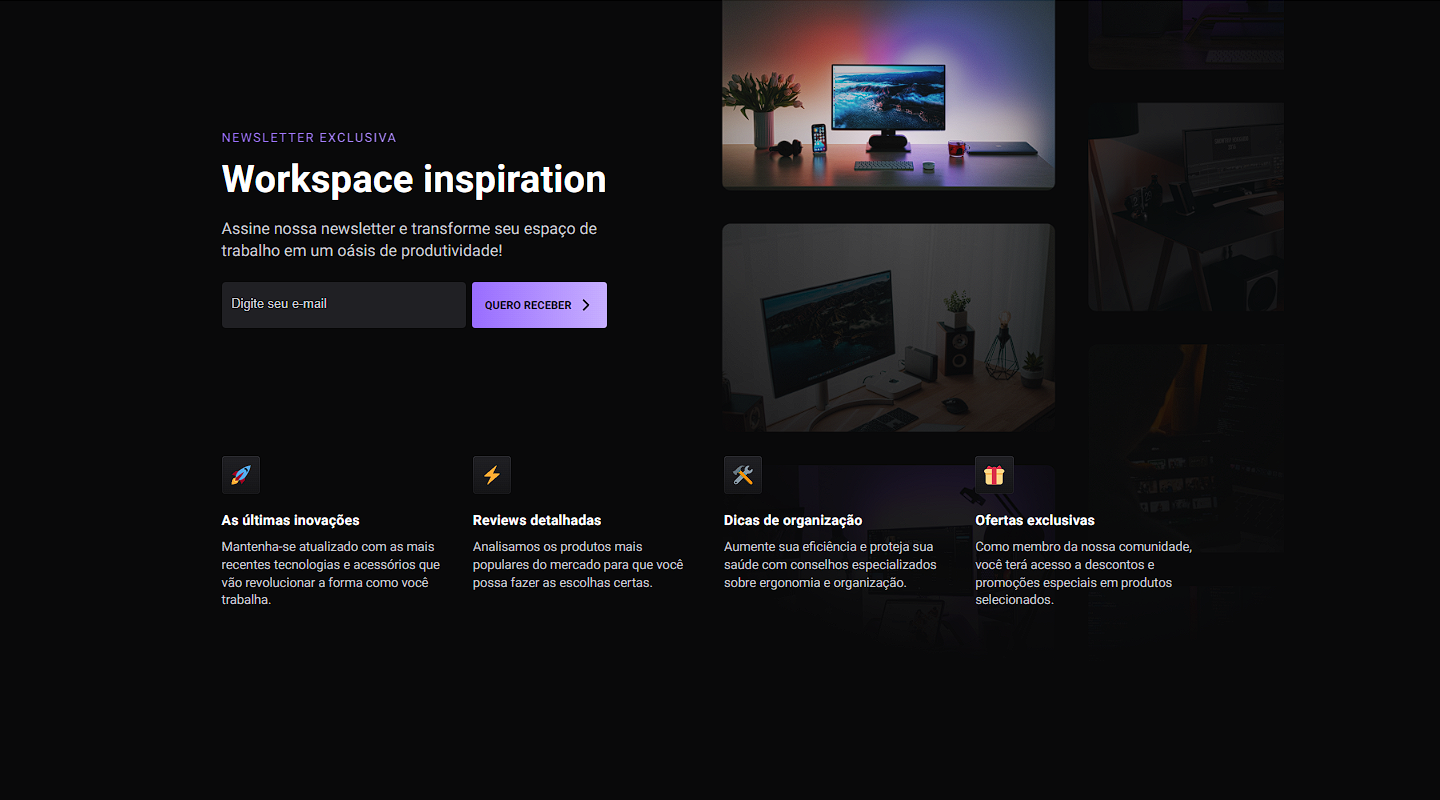 NEWSLETTER EXCLUSIVA
Workspace inspiration
Assine nossa newsletter e transforme seu espaço de
trabalho em um oásis de produtividade!
Digite seu e-mail
QUERO RECEBER
As últimas inovações
Mantenha-se atualizado com as mais
recentes tecnologias e acessórios que
vão revolucionar a forma como você
trabalha.
Reviews detalhadas
Analisamos os produtos mais
populares do mercado para que você
possa fazer as escolhas certas.
Dicas de organização
Aumente sua eficiência e proteja sua
saúde com conselhos especializados
sobre ergonomia e organização.
Ofertas exclusivas
Como membro da nossa comunidade,
você terá acesso a descontos e
promoções especiais em produtos
selecionados.